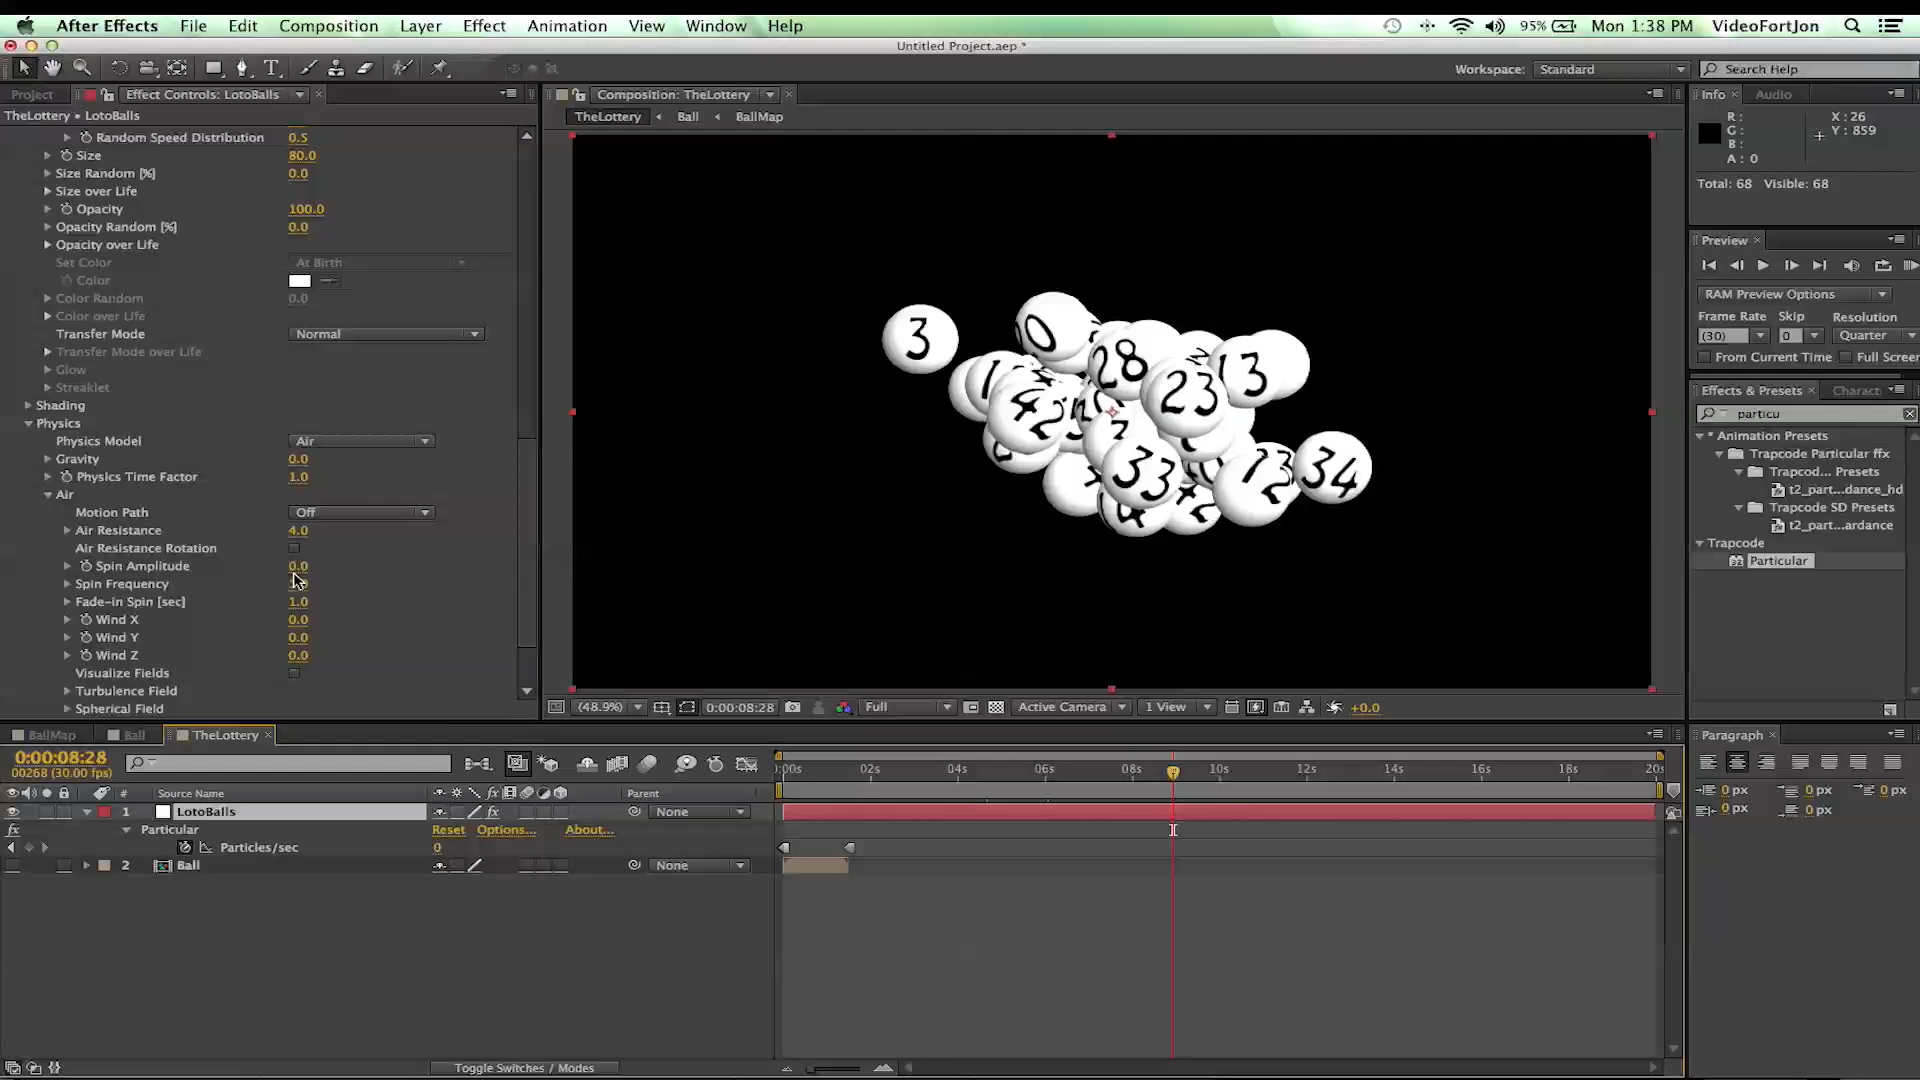 After Effects File Edit Composition Layer Effect Animation View Window Help 95% Mon 1:38 PM VideoFortJon
Untitled Project.aep *
Workspace: Standard Search Help
Project Effect Controls: LotoBalls × Composition: TheLottery × Info × Audio
TheLottery • LotoBalls
TheLottery Ball BallMap
R: X: 26
G: Y: 859
B:
A: 0
Total: 68 Visible: 68
Random Speed Distribution 0.5
Size 80.0
Size Random [%] 0.0
Size over Life
Opacity 100.0
Opacity Random [%] 0.0
Opacity over Life
Set Color At Birth
Color
Color Random 0.0
Color over Life
Transfer Mode Normal
Transfer Mode over Life
Glow
Streaklet
Shading
Physics
Physics Model Air
Gravity 0.0
Physics Time Factor 1.0
Air
Motion Path Off
Air Resistance 4.0
Air Resistance Rotation
Spin Amplitude 0.0
Spin Frequency
Fade-in Spin [sec] 1.0
Wind X 0.0
Wind Y 0.0
Wind Z 0.0
Visualize Fields
Turbulence Field
Spherical Field
3 0 28 13
23
33 12 34
(48.9%) 0:00:08:28 Full Active Camera 1 View +0.0
Preview ×
RAM Preview Options
Frame Rate Skip Resolution
(30) 0 Quarter
From Current Time Full Screen
Effects & Presets × Charact
particu
* Animation Presets
Trapcode Particular ffx
Trapcod... Presets
t2_part...dance_hd
Trapcode SD Presets
t2_part...ardance
Trapcode
Particular
BallMap Ball TheLottery ×
0:00:08:28
00268 (30.00 fps)
:00s 02s 04s 06s 08s 10s 12s 14s 16s 18s 20s
# Source Name Parent
1 LotoBalls None
Particular Reset Options... About...
Particles/sec 0
2 Ball None
Toggle Switches / Modes
Paragraph ×
0 px 0 px 0 px
0 px 0 px